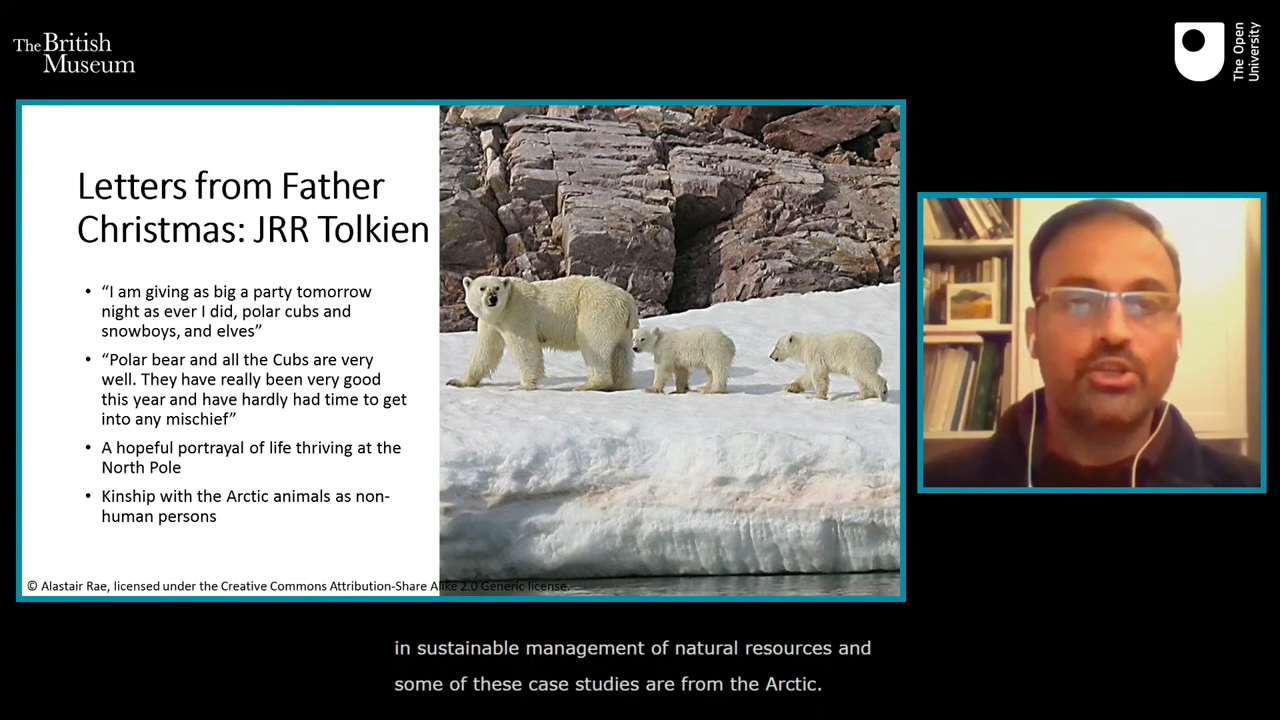 The British
Museum
The Open
University
Letters from Father
Christmas: JRR Tolkien
• “I am giving as big a party tomorrow
night as ever I did, polar cubs and
snowboys, and elves”
• “Polar bear and all the Cubs are very
well. They have really been very good
this year and have hardly had time to get
into any mischief”
• A hopeful portrayal of life thriving at the
North Pole
• Kinship with the Arctic animals as non-
human persons
© Alastair Rae, licensed under the Creative Commons Attribution-Share Alike 2.0 Generic license.
in sustainable management of natural resources and
some of these case studies are from the Arctic.